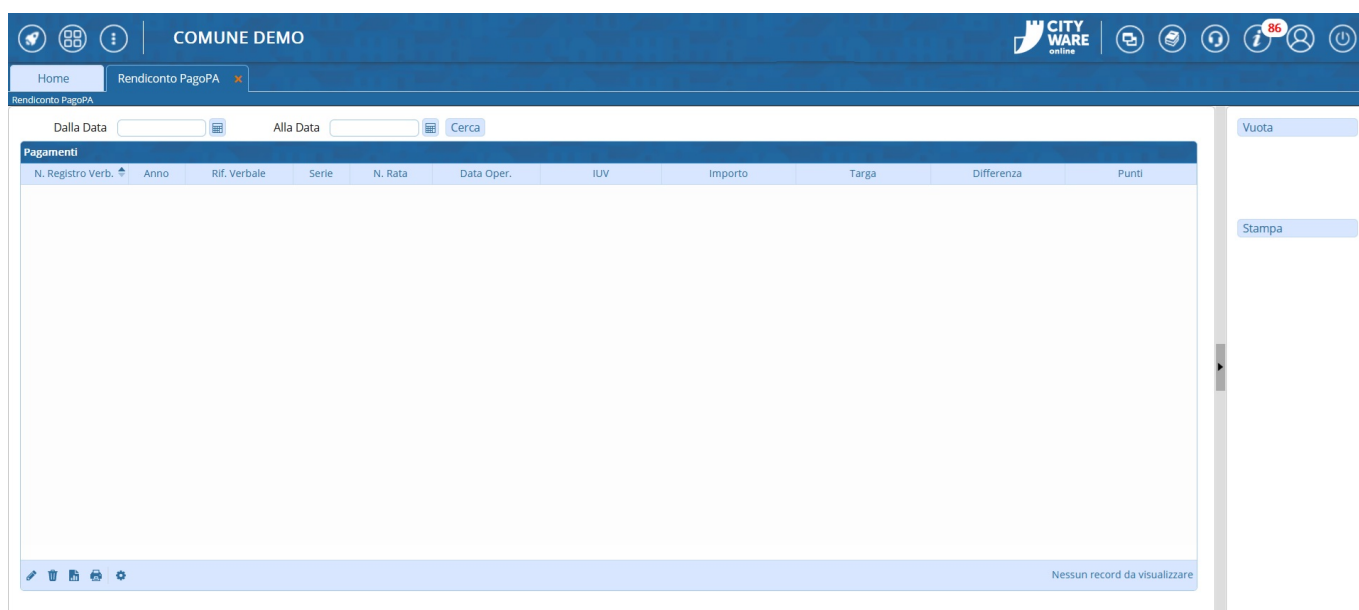 COMUNE DEMO
CITY
WARE
online
86
Home
Rendiconto PagoPA
Rendiconto PagoPA
Dalla Data
Alla Data
Cerca
Vuota
Pagamenti
N. Registro Verb. Anno Rif. Verbale Serie N. Rata Data Oper. IUV Importo Targa Differenza Punti
Stampa
Nessun record da visualizzare